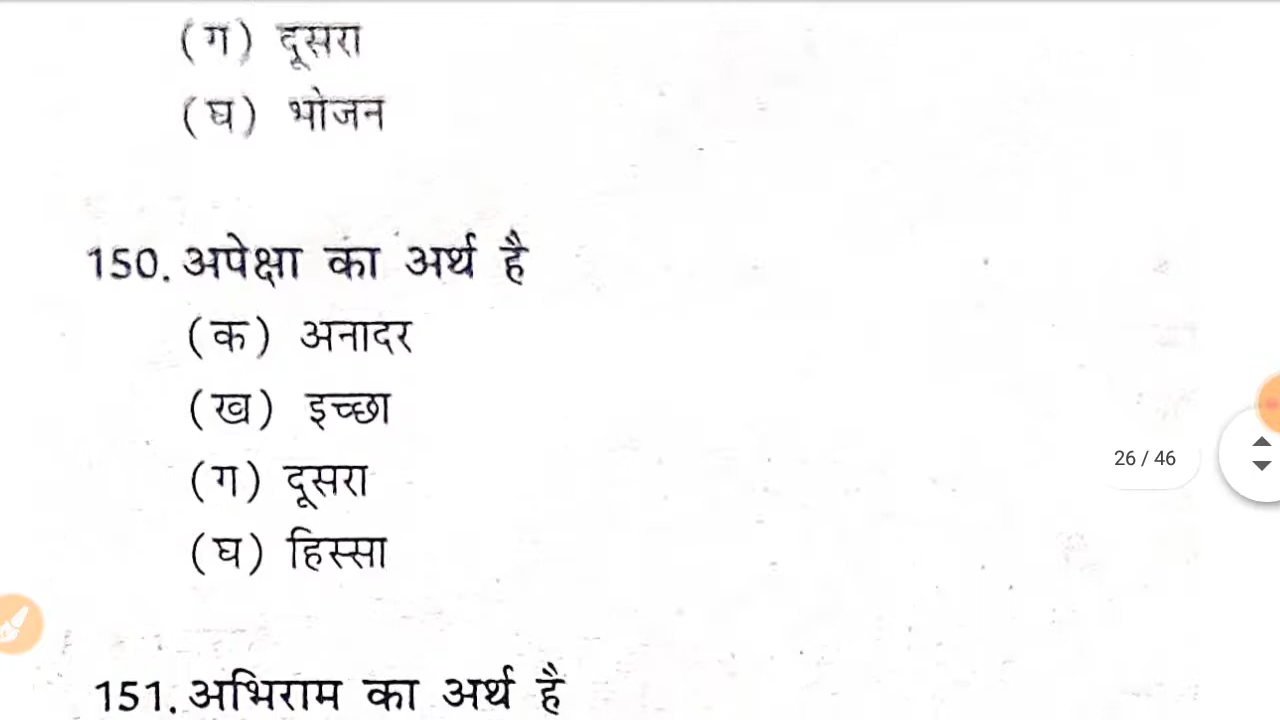 (ग) दूसरा
(घ) भोजन
150. अपेक्षा का अर्थ है
(क) अनादर
(ख) इच्छा
(ग) दूसरा
26 / 46
(घ) हिस्सा
151. अभिराम का अर्थ है